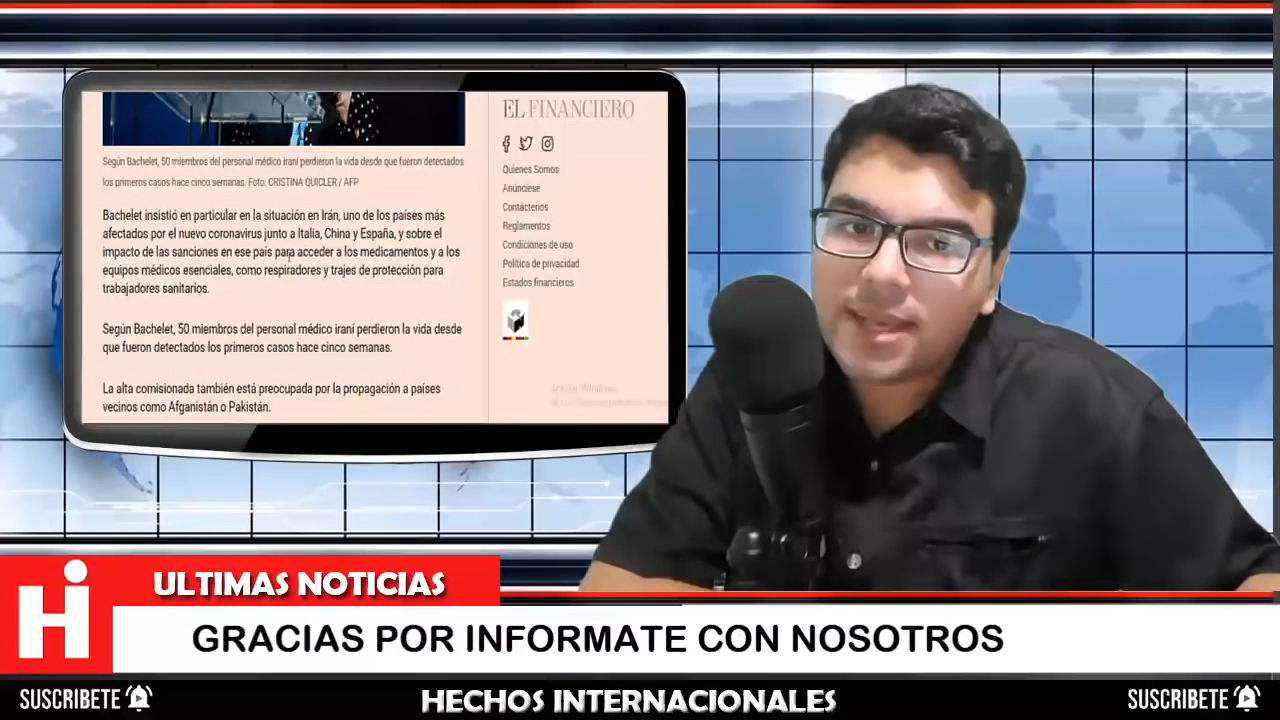 Según Bachelet, 50 miembros del personal médico iraní perdieron la vida desde que fueron detectados
los primeros casos hace cinco semanas. Foto: CRISTINA QUICLER / AFP
Bachelet insistió en particular en la situación en Irán, uno de los países más
afectados por el nuevo coronavirus junto a Italia, China y España, y sobre el
impacto de las sanciones en ese país para acceder a los medicamentos y a los
equipos médicos esenciales, como respiradores y trajes de protección para
trabajadores sanitarios.
Según Bachelet, 50 miembros del personal médico iraní perdieron la vida desde
que fueron detectados los primeros casos hace cinco semanas.
La alta comisionada también está preocupada por la propagación a países
vecinos como Afganistán o Pakistán.
EL FINANCIERO
Quienes Somos
Anúnciese
Contáctenos
Reglamentos
Condiciones de uso
Política de privacidad
Estados financieros
Hi
ULTIMAS NOTICIAS
GRACIAS POR INFORMATE CON NOSOTROS
SUSCRIBETE
HECHOS INTERNACIONALES
SUSCRIBETE